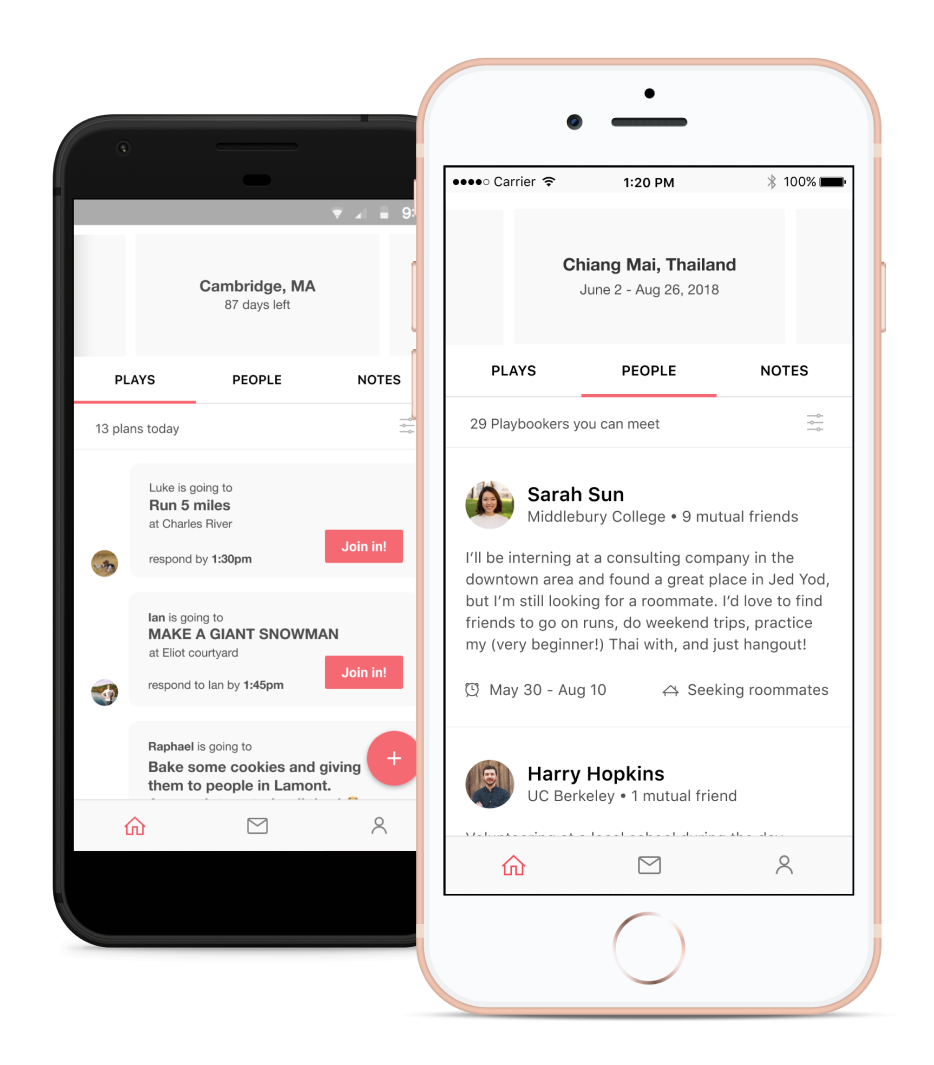 9:
Cambridge, MA
87 days left
PLAYS PEOPLE NOTES
13 plans today
Luke is going to
Run 5 miles
at Charles River
respond by 1:30pm
Join in!
Ian is going to
MAKE A GIANT SNOWMAN
at Eliot courtyard
respond to Ian by 1:45pm
Join in!
Raphael is going to
Bake some cookies and giving
them to people in Lamont.
+
Carrier 1:20 PM 100%
Chiang Mai, Thailand
June 2 - Aug 26, 2018
PLAYS PEOPLE NOTES
29 Playbookers you can meet
Sarah Sun
Middlebury College • 9 mutual friends
I’ll be interning at a consulting company in the
downtown area and found a great place in Jed Yod,
but I’m still looking for a roommate. I’d love to find
friends to go on runs, do weekend trips, practice
my (very beginner!) Thai with, and just hangout!
May 30 - Aug 10 Seeking roommates
Harry Hopkins
UC Berkeley • 1 mutual friend
Volunteering at a local school during the day